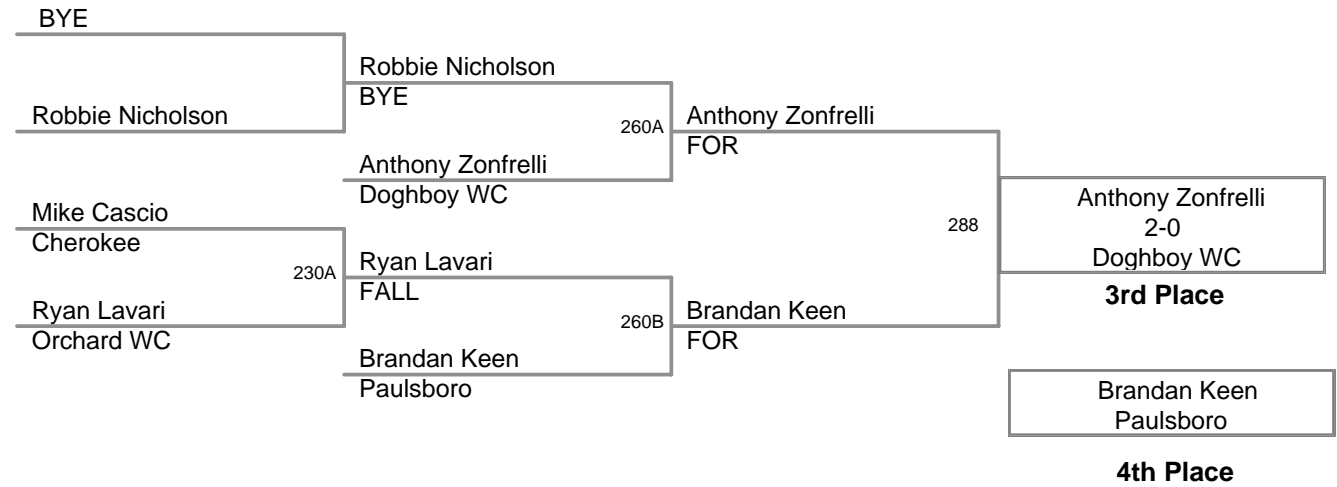 BYE
Robbie Nicholson
BYE
Robbie Nicholson
260A
Anthony Zonfrelli
FOR
Anthony Zonfrelli
Doghboy WC
Mike Cascio
Cherokee
230A
Ryan Lavari
FALL
Ryan Lavari
Orchard WC
260B
Brandan Keen
FOR
Brandan Keen
Paulsboro
288
Anthony Zonfrelli
2-0
Doghboy WC
3rd Place
Brandan Keen
Paulsboro
4th Place